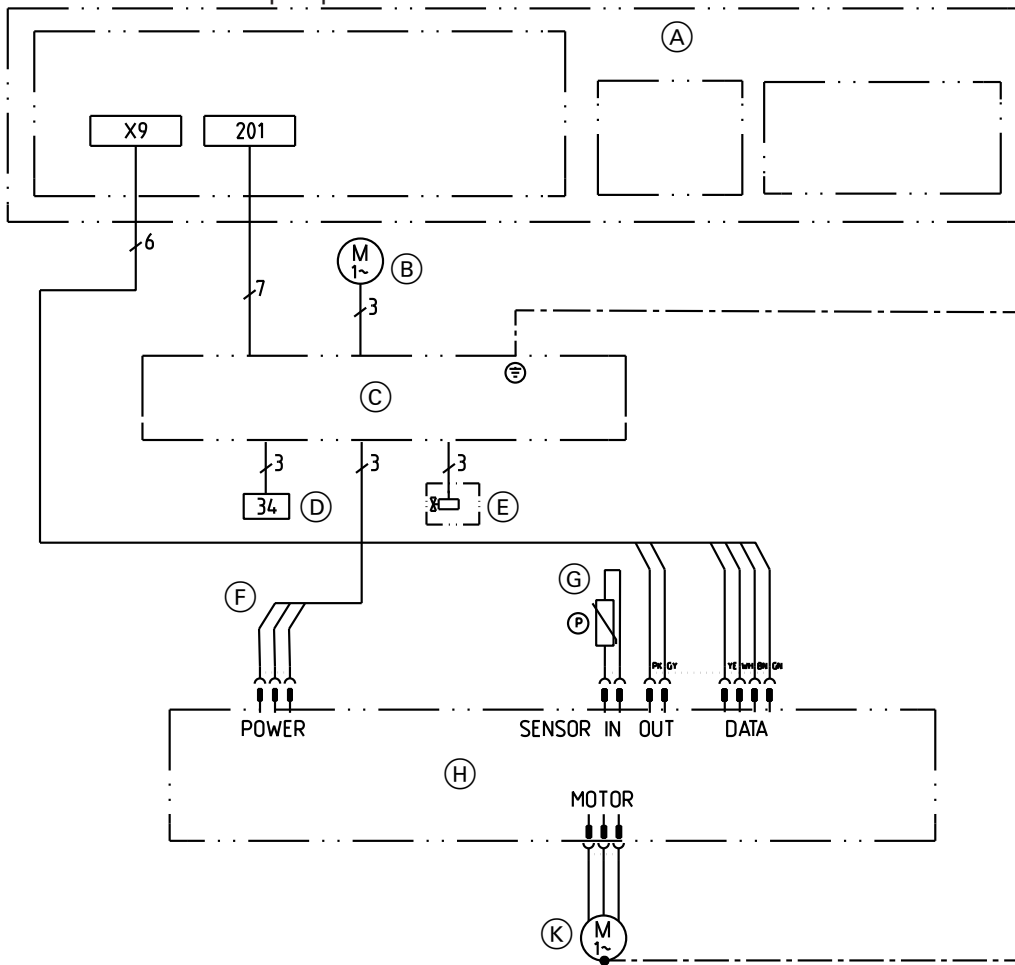 A
X9 201
6
M
1~
B
7
3
C
3 3 3
34 D E
F
G
P
PK GY YE WH BN GN
POWER SENSOR IN OUT DATA
H
MOTOR
K
M
1~